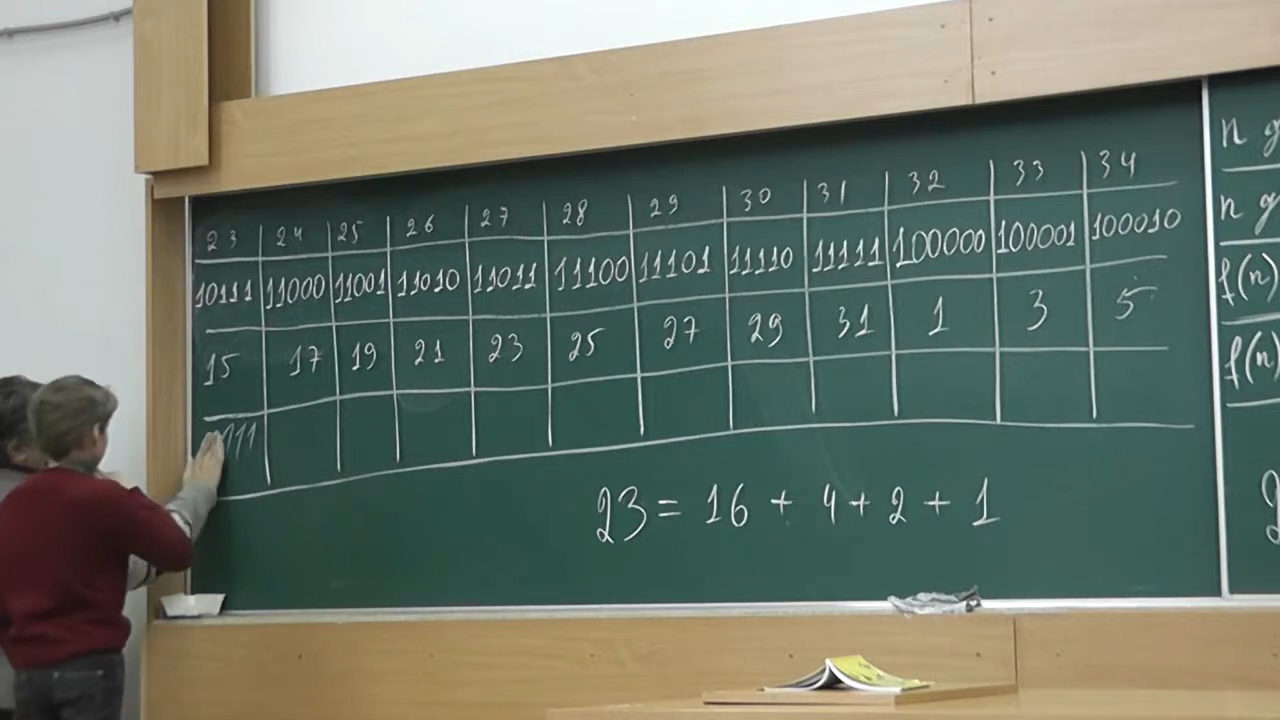 23 24 25 26 27 28 29 30 31 32 33 34
10111 11000 11001 11010 11011 11100 11101 11110 11111 100000 100001 100010
15 17 19 21 23 25 27 29 31 1 3 5
111
23 = 16 + 4 + 2 + 1
n
n
f(n)
f(n)